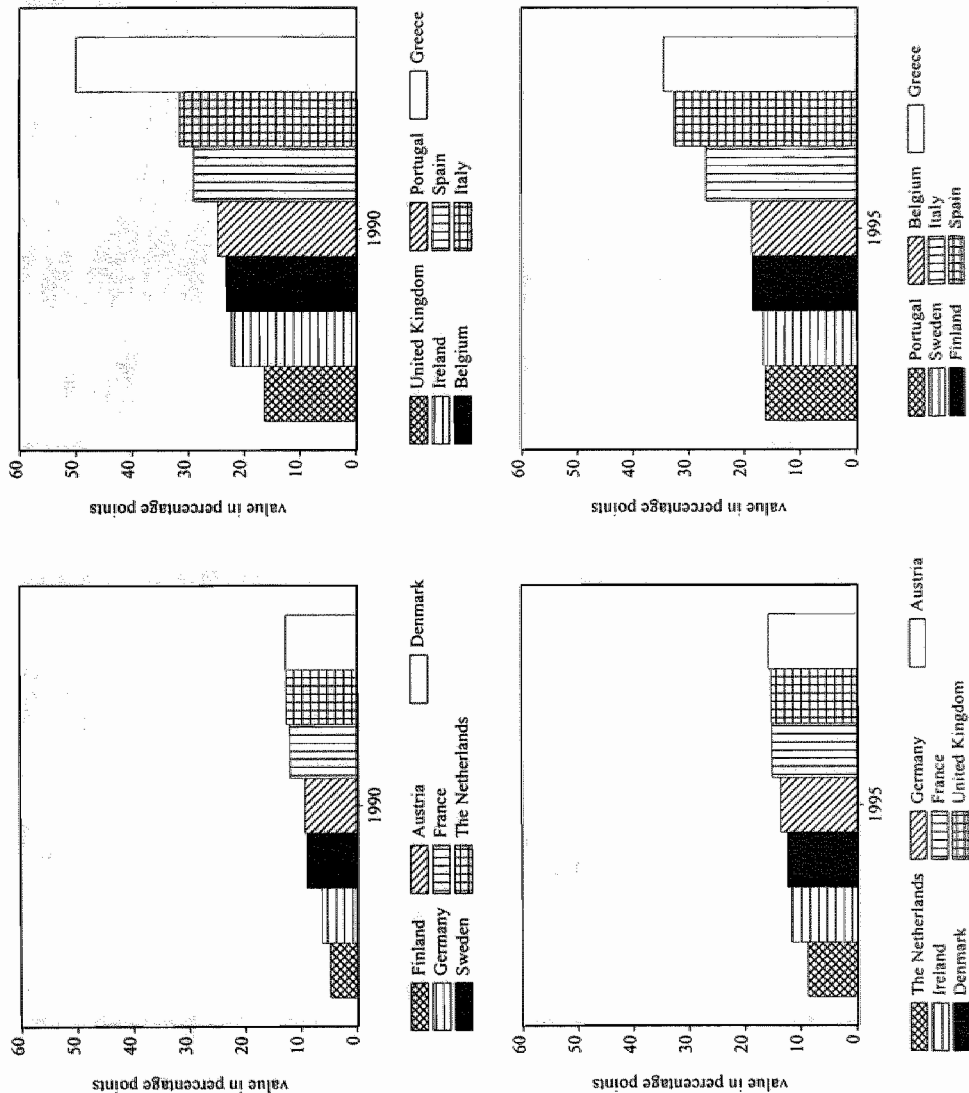 60
50
40
30
20
10
0
value in percentage points
1990
Finland
Germany
Sweden
Austria
France
The Netherlands
Denmark
60
50
40
30
20
10
0
value in percentage points
1990
United Kingdom
Ireland
Belgium
Portugal
Spain
Italy
Greece
60
50
40
30
20
10
0
value in percentage points
1995
The Netherlands
Ireland
Denmark
Germany
France
United Kingdom
Austria
60
50
40
30
20
10
0
value in percentage points
1995
Portugal
Sweden
Finland
Belgium
Italy
Spain
Greece